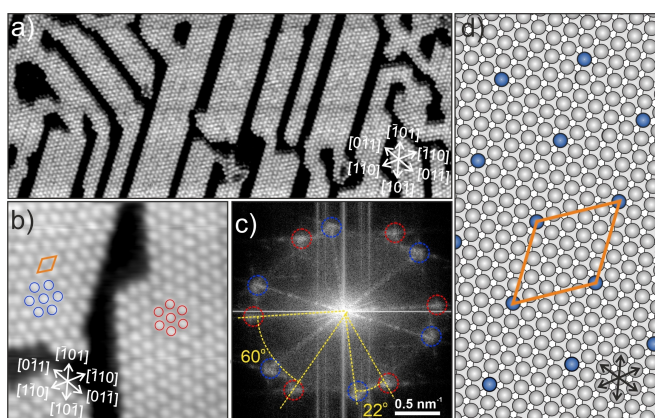 a)
[1̄01]
[01̄1]
[1̄10]
[11̄0]
[011̄]
[101̄]
b)
[1̄01]
[01̄1]
[1̄10]
[11̄0]
[011̄]
[101̄]
c)
60°
22°
0.5 nm⁻¹
d)